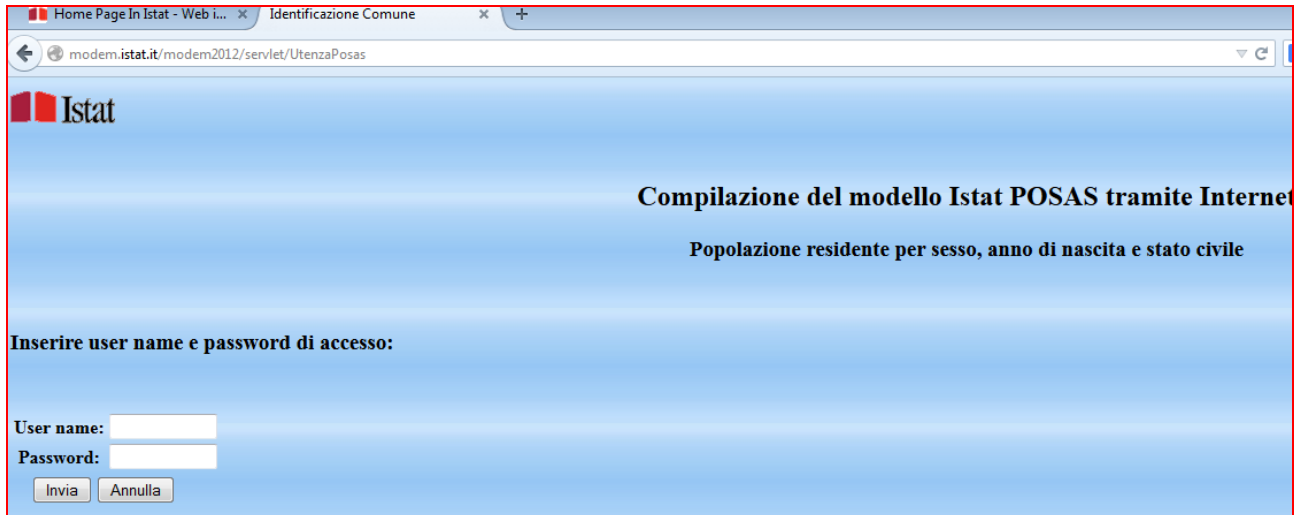 Home Page In Istat - Web i... × Identificazione Comune × +
modem.istat.it/modem2012/servlet/UtenzaPosas
Istat
Compilazione del modello Istat POSAS tramite Internet
Popolazione residente per sesso, anno di nascita e stato civile
Inserire user name e password di accesso:
User name:
Password:
Invia Annulla